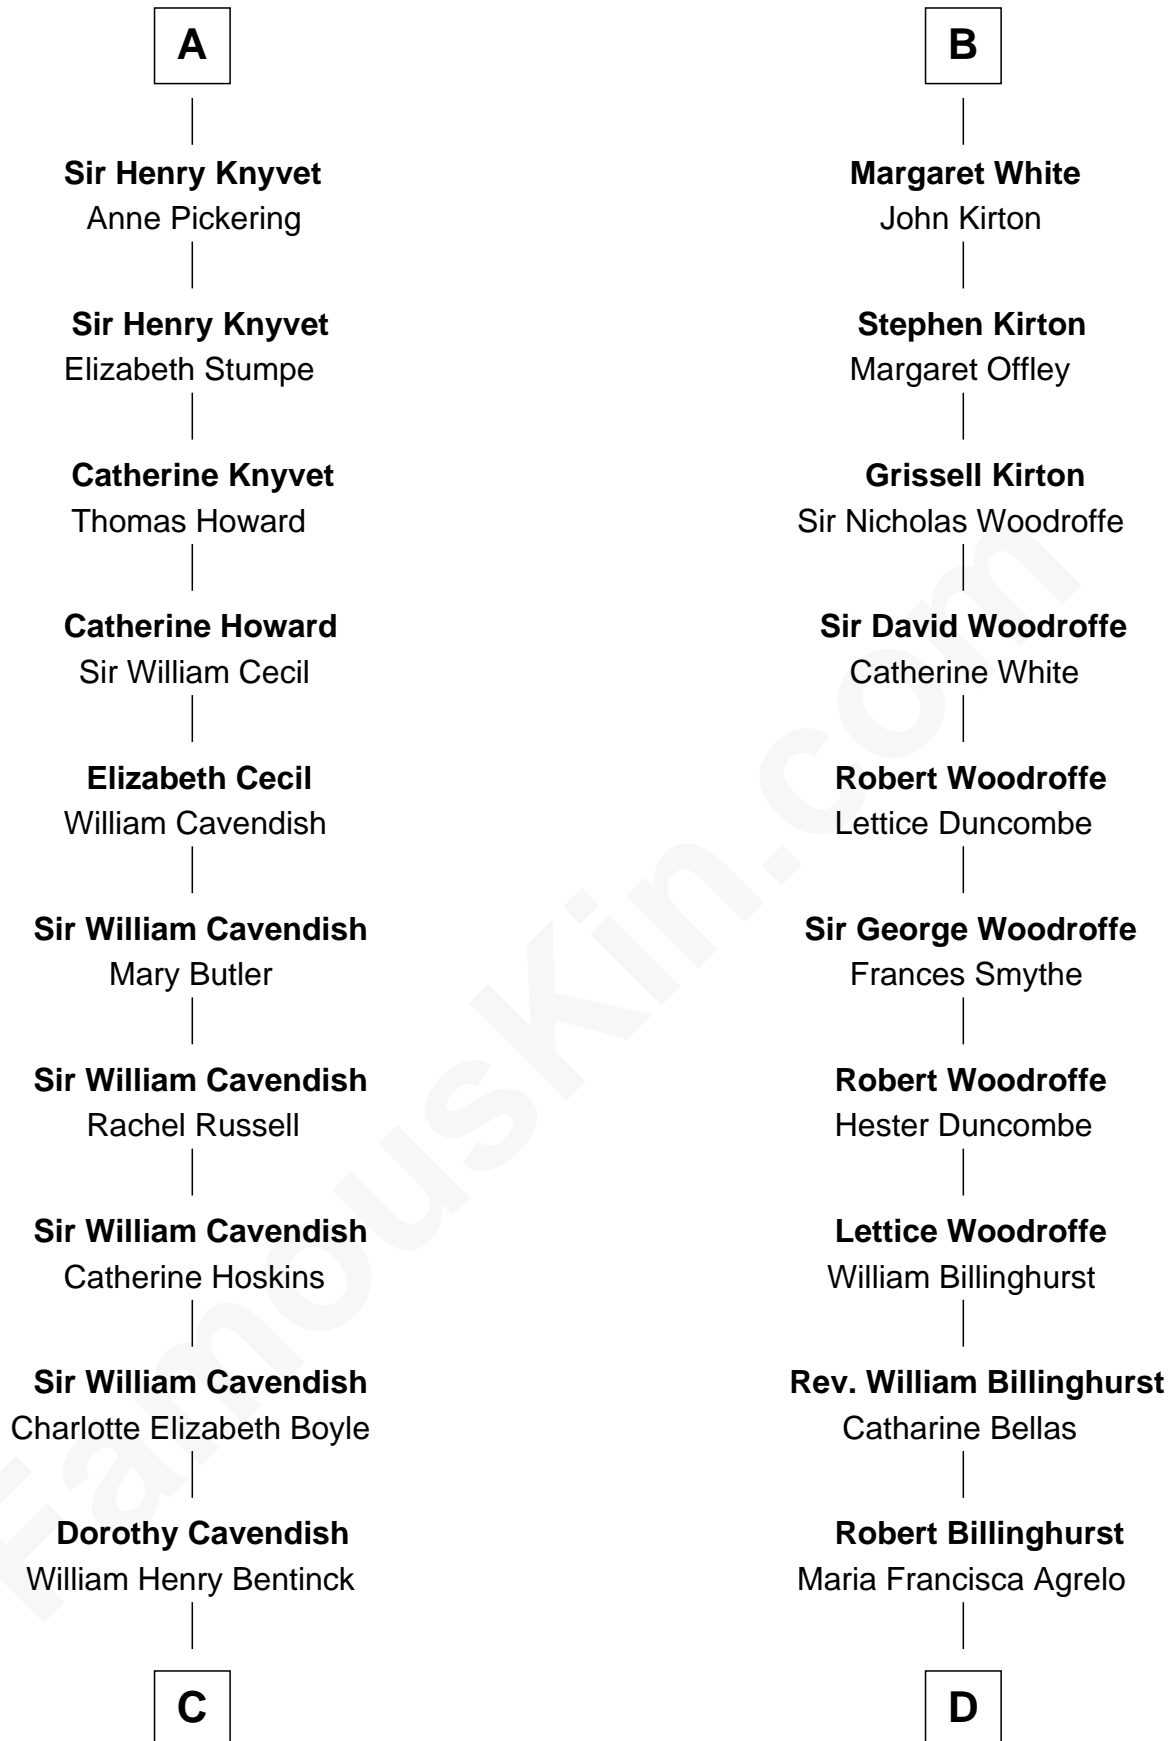 A
Sir Henry Knyvet
Anne Pickering
Sir Henry Knyvet
Elizabeth Stumpe
Catherine Knyvet
Thomas Howard
Catherine Howard
Sir William Cecil
Elizabeth Cecil
William Cavendish
Sir William Cavendish
Mary Butler
Sir William Cavendish
Rachel Russell
Sir William Cavendish
Catherine Hoskins
Sir William Cavendish
Charlotte Elizabeth Boyle
Dorothy Cavendish
William Henry Bentinck
C
B
Margaret White
John Kirton
Stephen Kirton
Margaret Offley
Grissell Kirton
Sir Nicholas Woodroffe
Sir David Woodroffe
Catherine White
Robert Woodroffe
Lettice Duncombe
Sir George Woodroffe
Frances Smythe
Robert Woodroffe
Hester Duncombe
Lettice Woodroffe
William Billinghurst
Rev. William Billinghurst
Catharine Bellas
Robert Billinghurst
Maria Francisca Agrelo
D
FamousKin.com